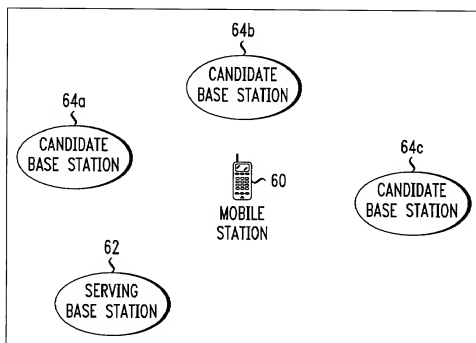 64b
CANDIDATE
BASE STATION
64a
CANDIDATE
BASE STATION
64c
CANDIDATE
BASE STATION
60
MOBILE
STATION
62
SERVING
BASE STATION